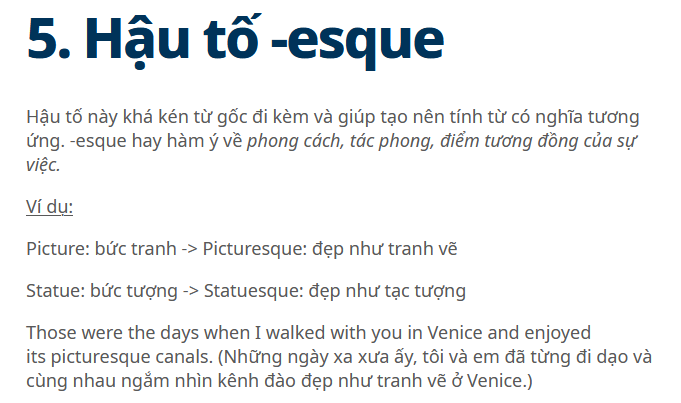 5. Hậu tố -esque
Hậu tố này khá kén từ gốc đi kèm và giúp tạo nên tính từ có nghĩa tương
ứng. -esque hay hàm ý về phong cách, tác phong, điểm tương đồng của sự
việc.
Ví dụ:
Picture: bức tranh -> Picturesque: đẹp như tranh vẽ
Statue: bức tượng -> Statuesque: đẹp như tạc tượng
Those were the days when I walked with you in Venice and enjoyed
its picturesque canals. (Những ngày xa xưa ấy, tôi và em đã từng đi dạo và
cùng nhau ngắm nhìn kênh đào đẹp như tranh vẽ ở Venice.)